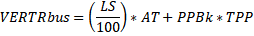 VERTRbus = (LS/100) * AT + PPBk * TPP